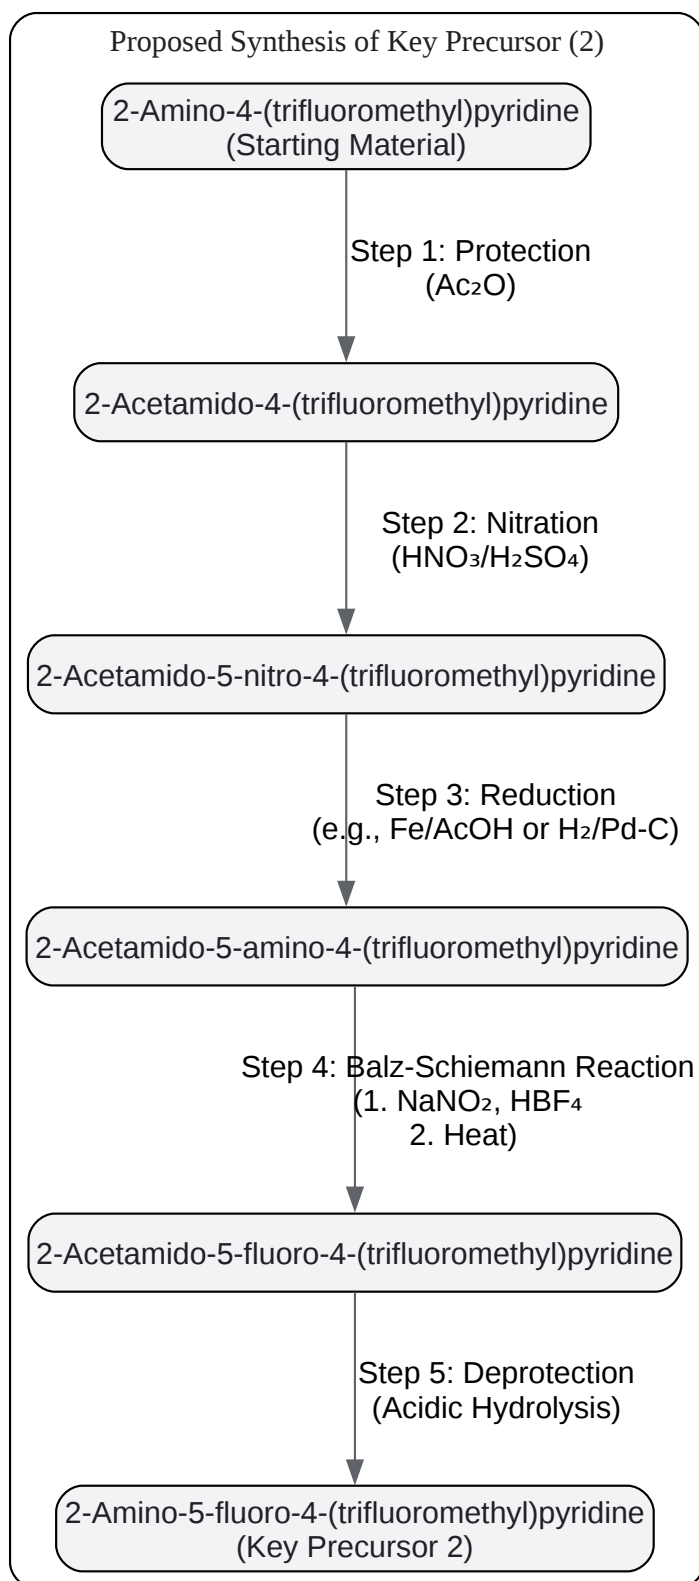 Proposed Synthesis of Key Precursor (2)
2-Amino-4-(trifluoromethyl)pyridine
(Starting Material)
Step 1: Protection
(Ac₂O)
2-Acetamido-4-(trifluoromethyl)pyridine
Step 2: Nitration
(HNO₃/H₂SO₄)
2-Acetamido-5-nitro-4-(trifluoromethyl)pyridine
Step 3: Reduction
(e.g., Fe/AcOH or H₂/Pd-C)
2-Acetamido-5-amino-4-(trifluoromethyl)pyridine
Step 4: Balz-Schiemann Reaction
(1. NaNO₂, HBF₄
2. Heat)
2-Acetamido-5-fluoro-4-(trifluoromethyl)pyridine
Step 5: Deprotection
(Acidic Hydrolysis)
2-Amino-5-fluoro-4-(trifluoromethyl)pyridine
(Key Precursor 2)